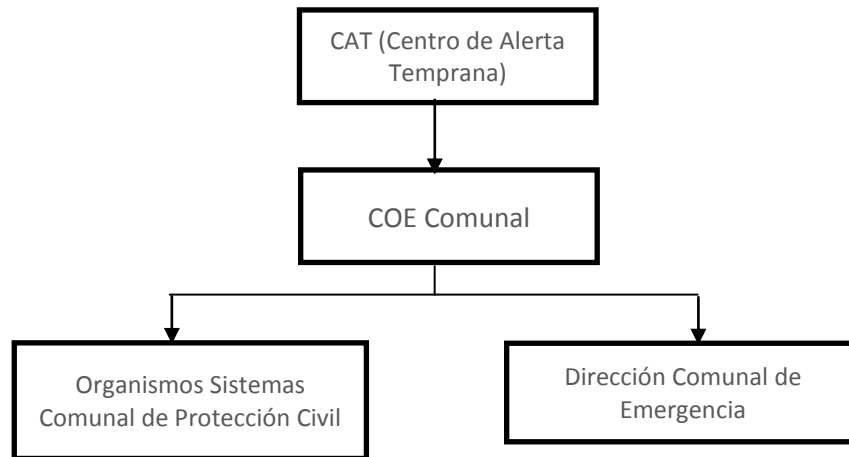 CAT (Centro de Alerta
Temprana)
COE Comunal
Organismos Sistemas
Comunal de Protección Civil
Dirección Comunal de
Emergencia